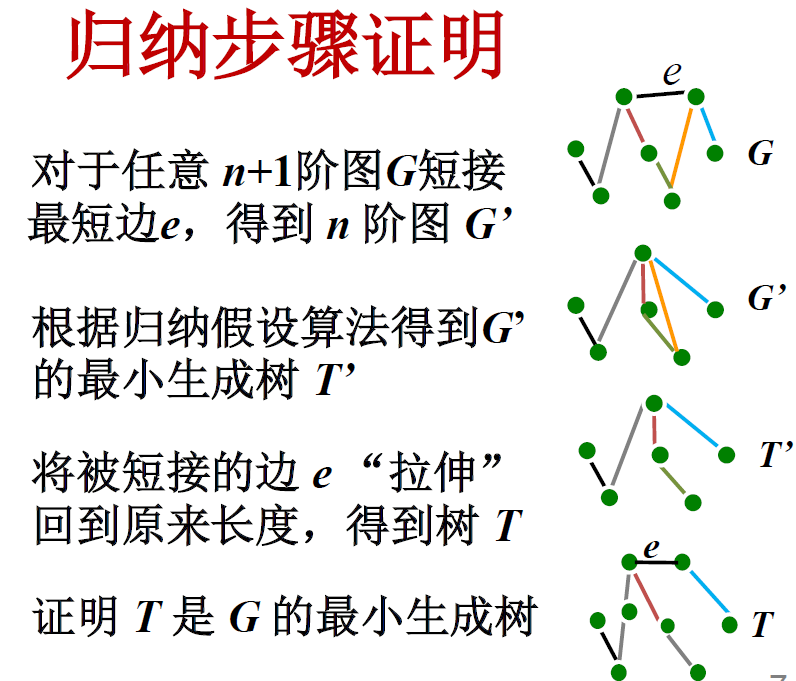 归纳步骤证明
e
对于任意 n+1阶图G短接
最短边e，得到 n 阶图 G’
G
G’
根据归纳假设算法得到G’
的最小生成树 T’
T’
将被短接的边 e “拉伸”
回到原来长度，得到树 T
e
证明 T 是 G 的最小生成树
T